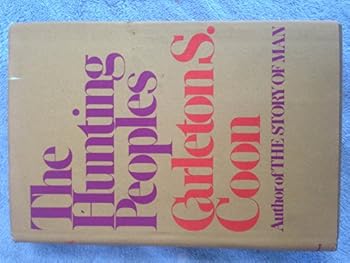 The
Hunting
Peoples
Carleton S.
Coon
Author of THE STORY OF MAN